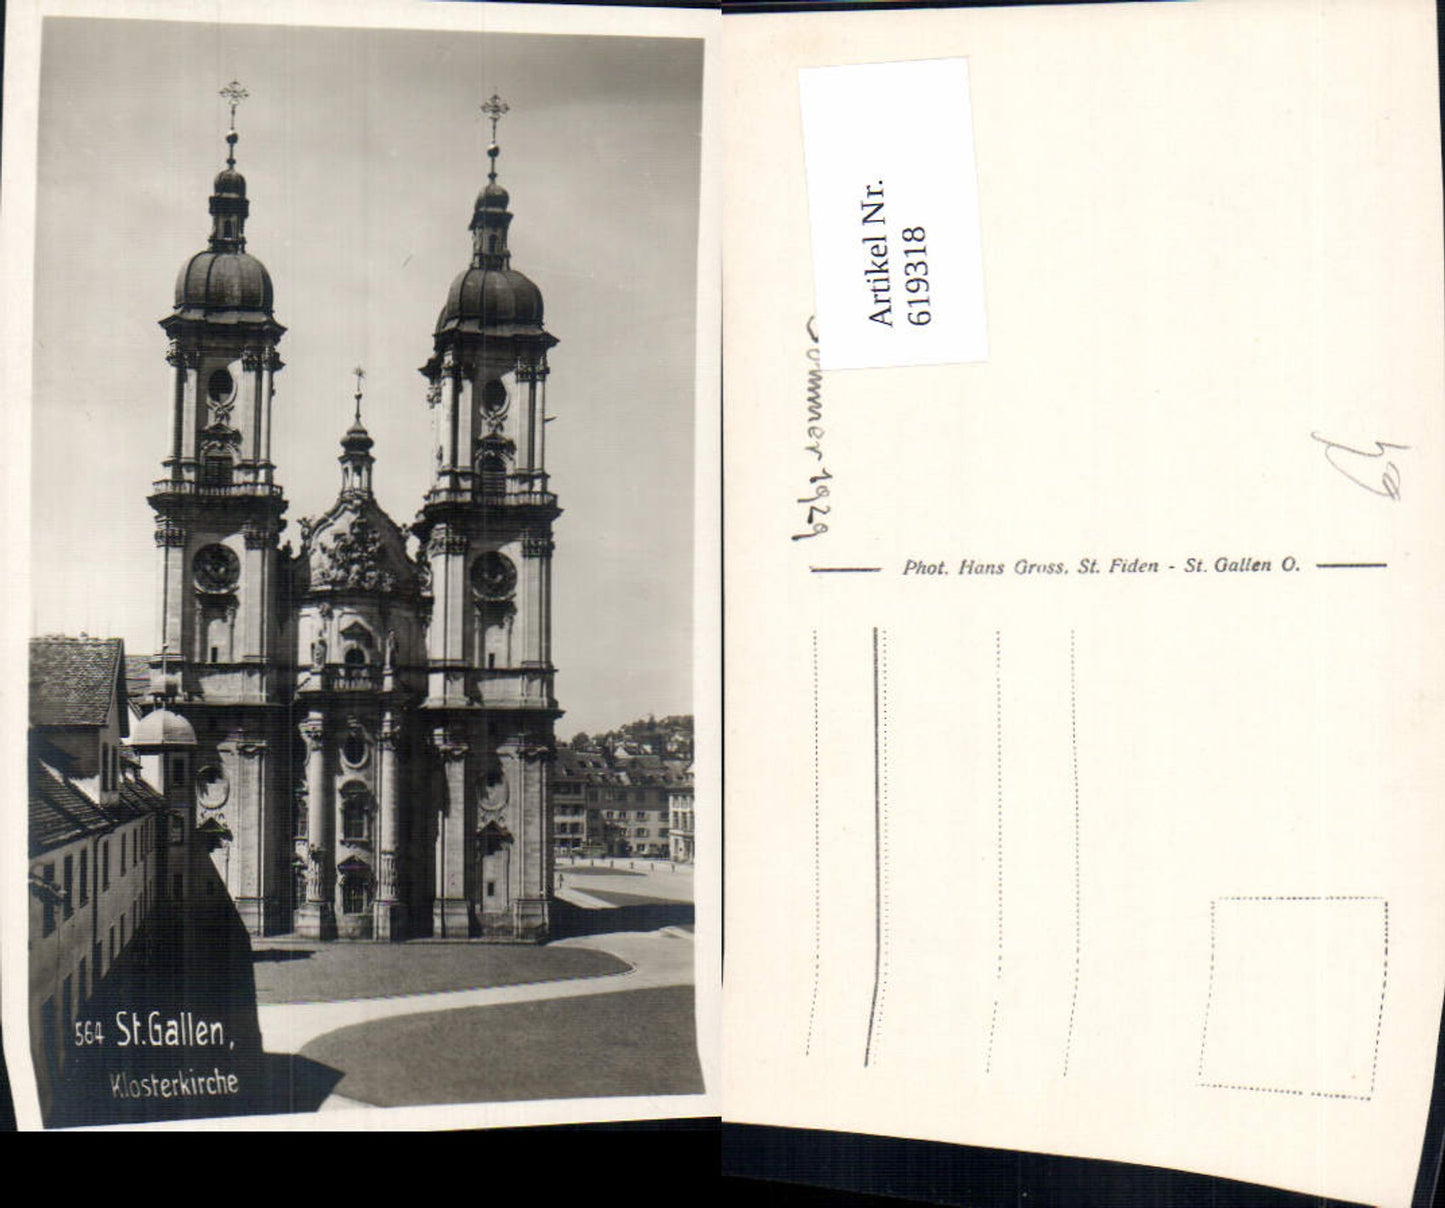 564 St. Gallen,
Klosterkirche
Artikel Nr.
619318
Sommer 1929
Phot. Hans Gross, St. Fiden - St. Gallen O.